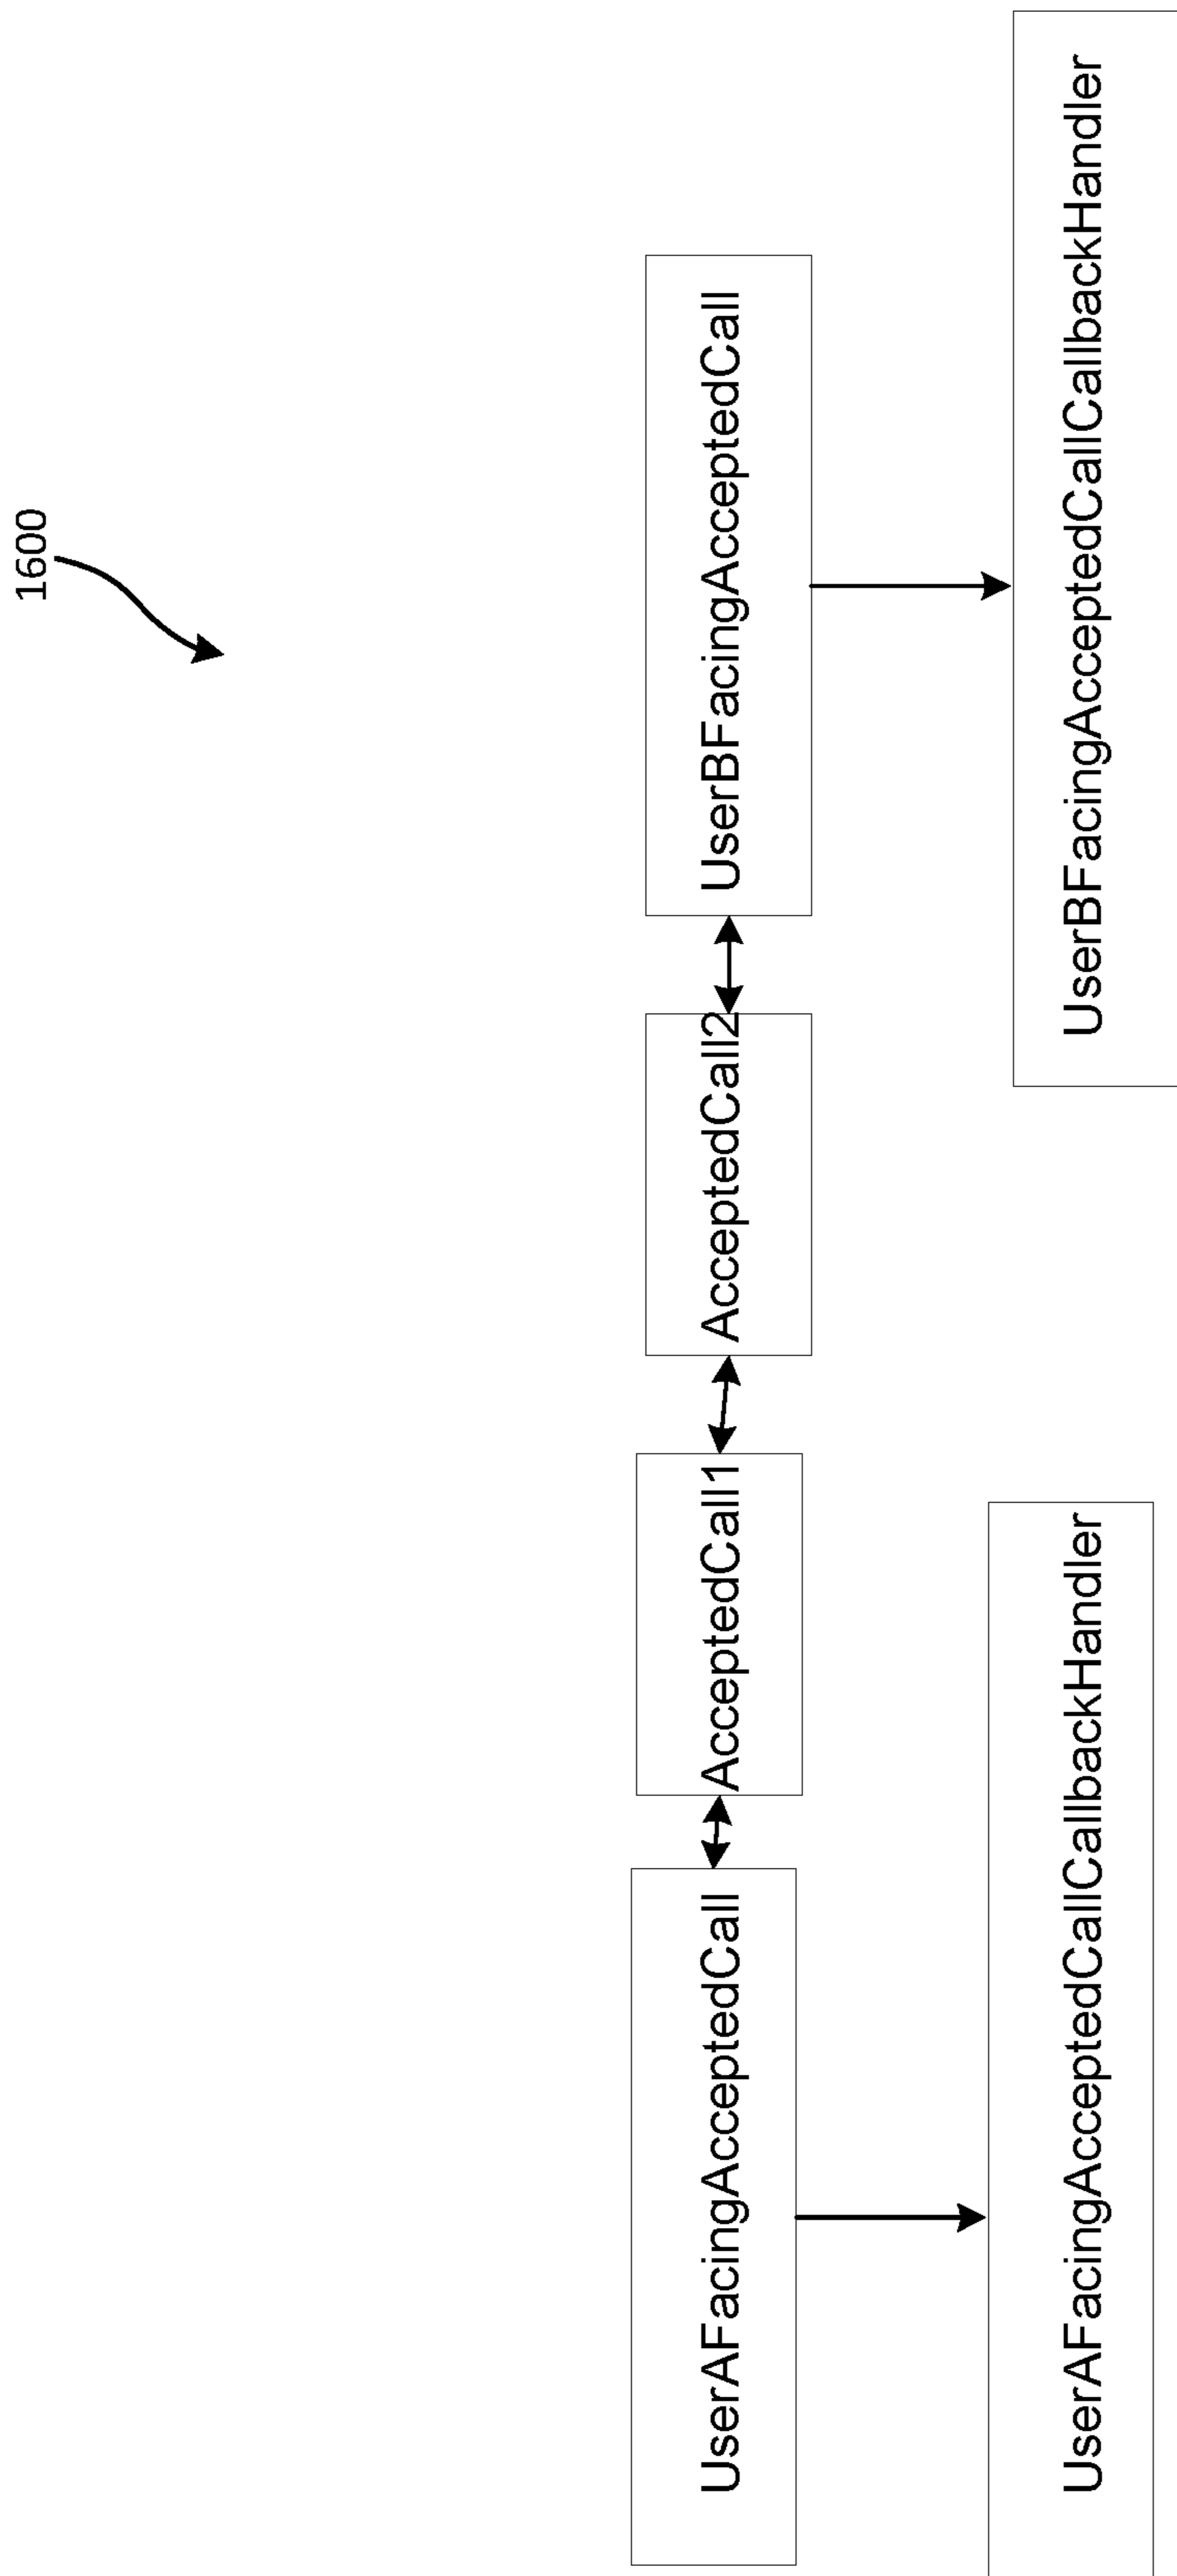 1600
UserAFacingAcceptedCall
AcceptedCall1
AcceptedCall2
UserBFacingAcceptedCall
UserAFacingAcceptedCallCallbackHandler
UserBFacingAcceptedCallCallbackHandler